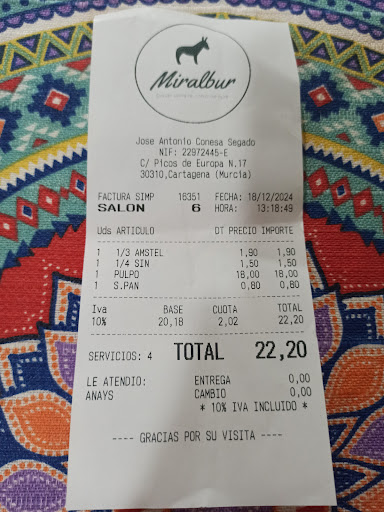 Miralbur
Jose Antonio Conesa Segado
NIF: 22972445-E
C/ Picos de Europa N.17
30310,Cartagena (Murcia)
FACTURA SIMP 16351 FECHA: 18/12/2024
SALON 6 HORA: 13:18:49
Uds ARTICULO DT PRECIO IMPORTE
1 1/3 AMSTEL 1,90 1,90
1 1/4 SIN 1,50 1,50
1 PULPO 18,00 18,00
1 S.PAN 0,80 0,80
Iva BASE CUOTA TOTAL
10% 20,18 2,02 22,20
SERVICIOS: 4 TOTAL 22,20
LE ATENDIO: ENTREGA 0,00
ANAYS CAMBIO 0,00
* 10% IVA INCLUIDO *
---- GRACIAS POR SU VISITA ----